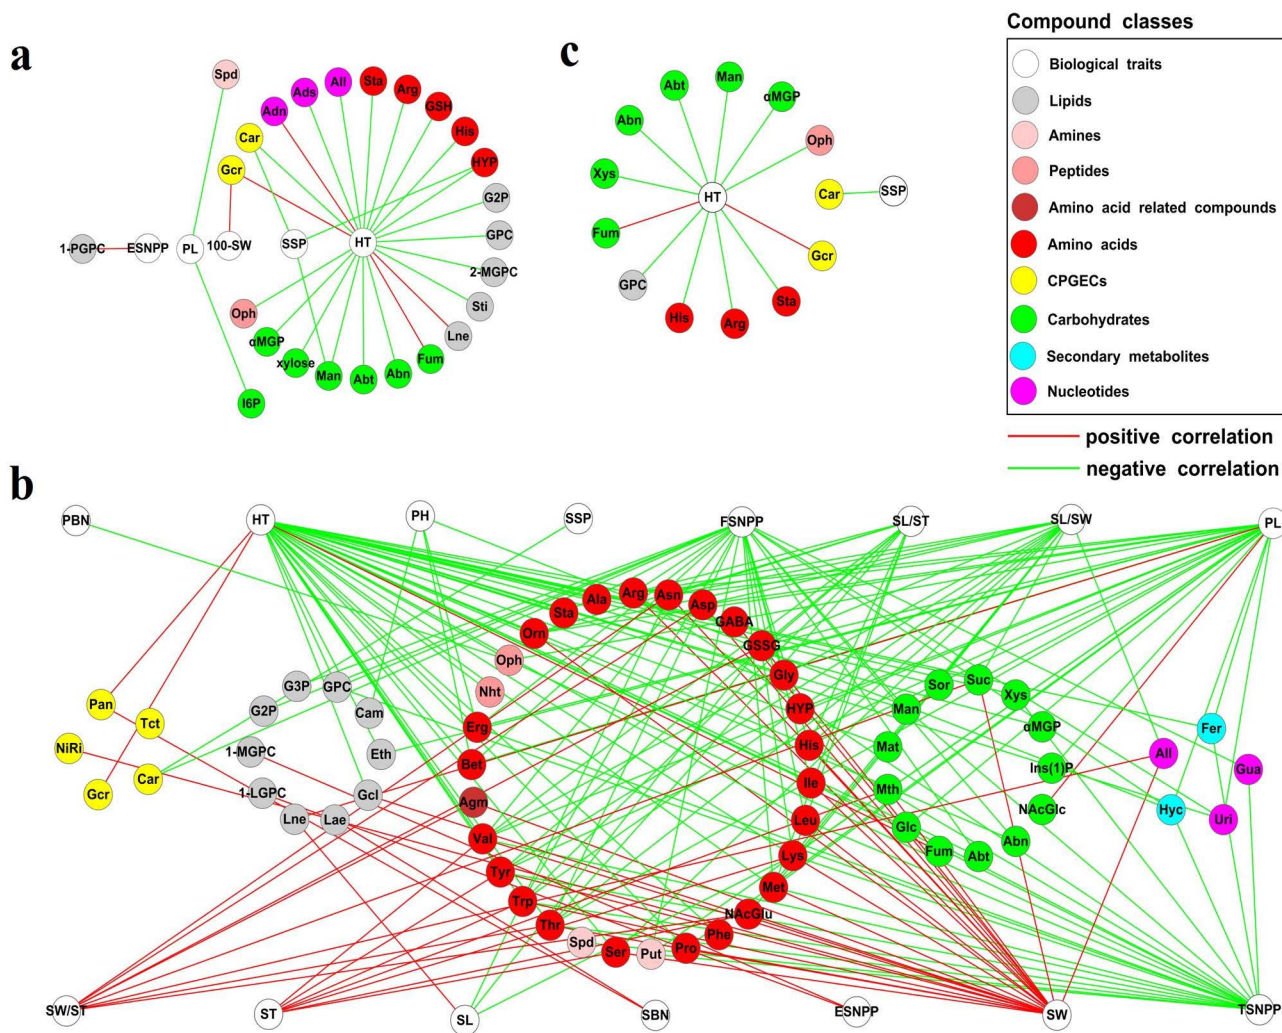 a
Spd
Adn
Ads
All
Sta
Arg
GSH
His
HYP
Car
Gcr
G2P
GPC
2-MGPC
Sti
Lne
Fum
Abn
Abt
Man
xylose
αMGP
Oph
1-PGPC
ESNPP
PL
100-SW
SSP
HT
I6P
c
Abt
Man
αMGP
Abn
Oph
Xys
HT
Car
SSP
Fum
Gcr
GPC
His
Arg
Sta
Compound classes
Biological traits
Lipids
Amines
Peptides
Amino acid related compounds
Amino acids
CPGECs
Carbohydrates
Secondary metabolites
Nucleotides
positive correlation
negative correlation
b
PBN
HT
PH
SSP
FSNPP
SL/ST
SL/SW
PL
Pan
Tct
NiRi
Car
Gcr
G3P
GPC
G2P
Cam
1-MGPC
Eth
1-LGPC
Gcl
Lne
Lae
Oph
Nht
Orn
Sta
Ala
Arg
Asn
Asp
GABA
GSSG
Gly
HYP
His
Ile
Leu
Lys
Met
NAcGlu
Phe
Pro
Put
Ser
Spd
Thr
Trp
Tyr
Val
Agm
Bet
Erg
Man
Sor
Suc
Xys
αMGP
Ins(1)P
NAcGlc
Abn
Abt
Fum
Glc
Mth
Mat
Fer
All
Gua
Hyc
Uri
SW/ST
ST
SL
SBN
ESNPP
SW
TSNPP